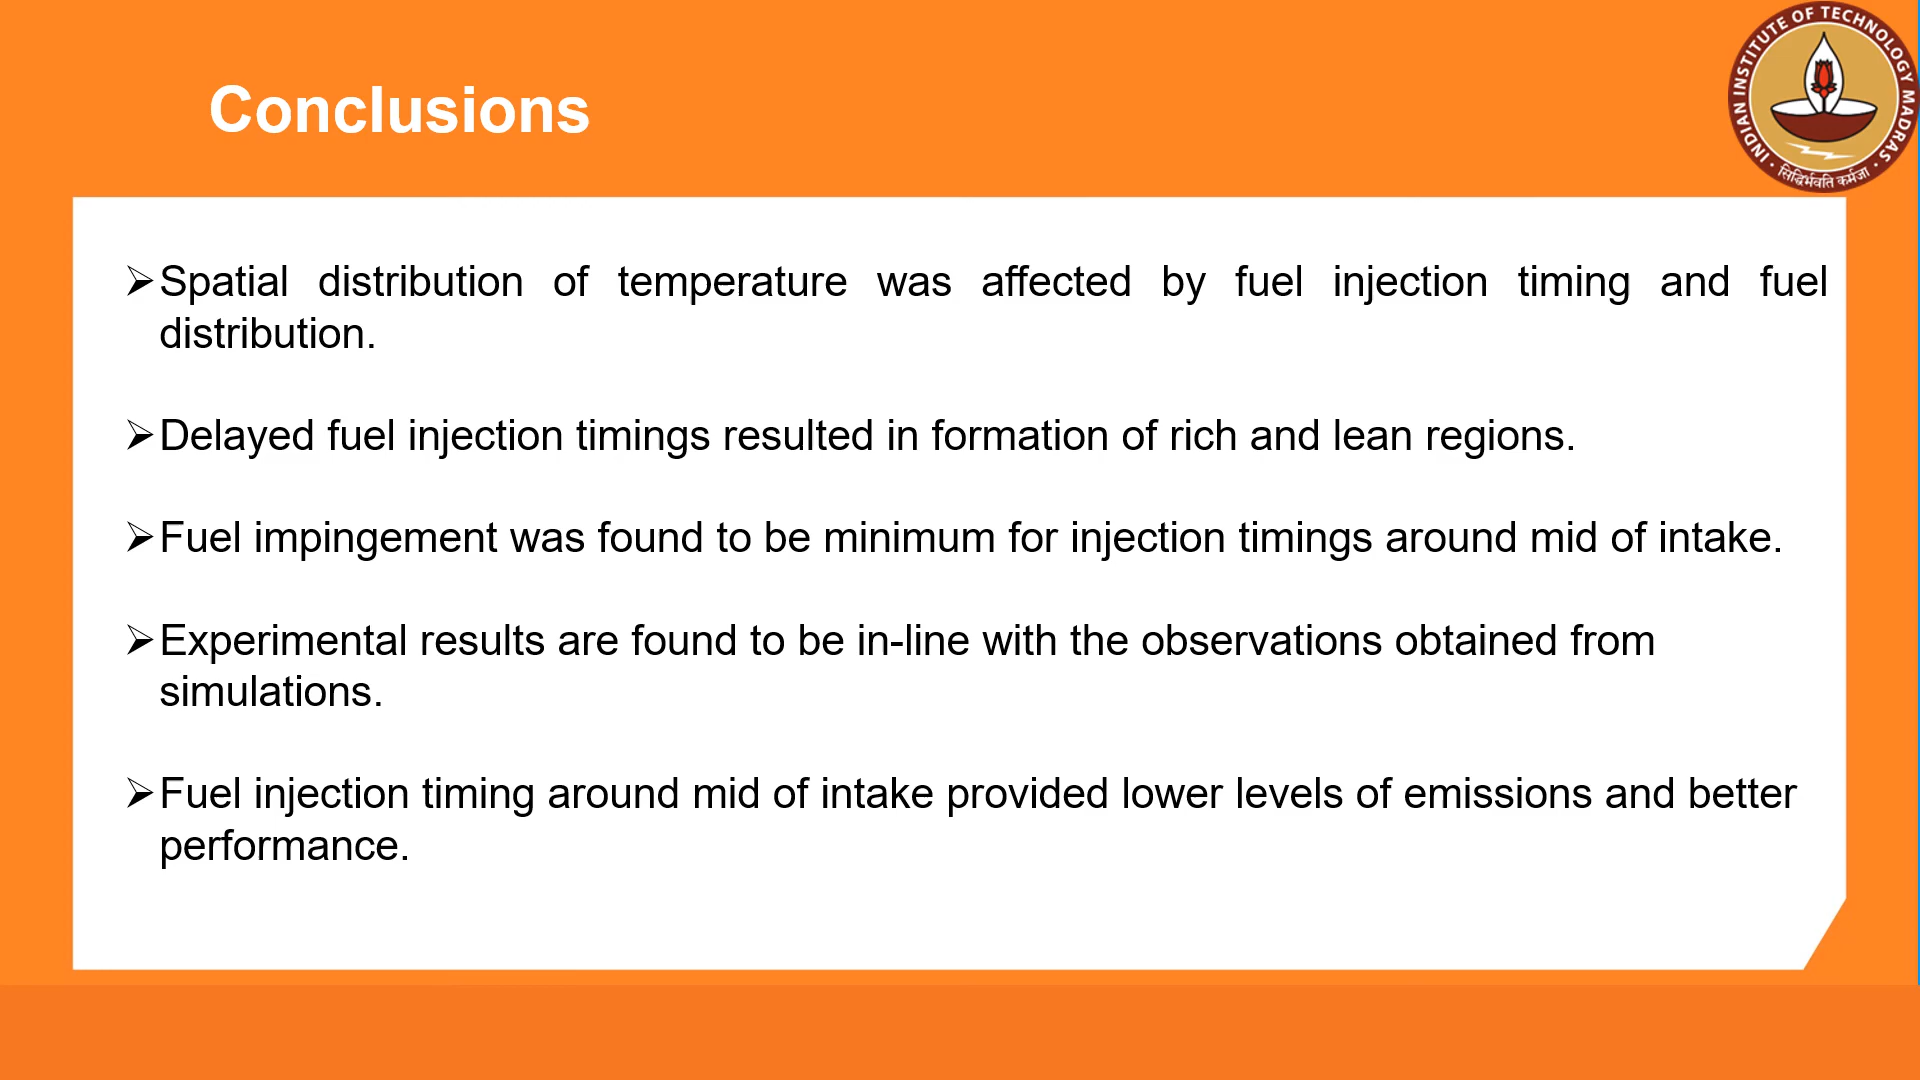 Conclusions
INDIAN INSTITUTE OF TECHNOLOGY MADRAS
सिद्धिर्भवति कर्मजा
➢Spatial distribution of temperature was affected by fuel injection timing and fuel
distribution.
➢Delayed fuel injection timings resulted in formation of rich and lean regions.
➢Fuel impingement was found to be minimum for injection timings around mid of intake.
➢Experimental results are found to be in-line with the observations obtained from
simulations.
➢Fuel injection timing around mid of intake provided lower levels of emissions and better
performance.